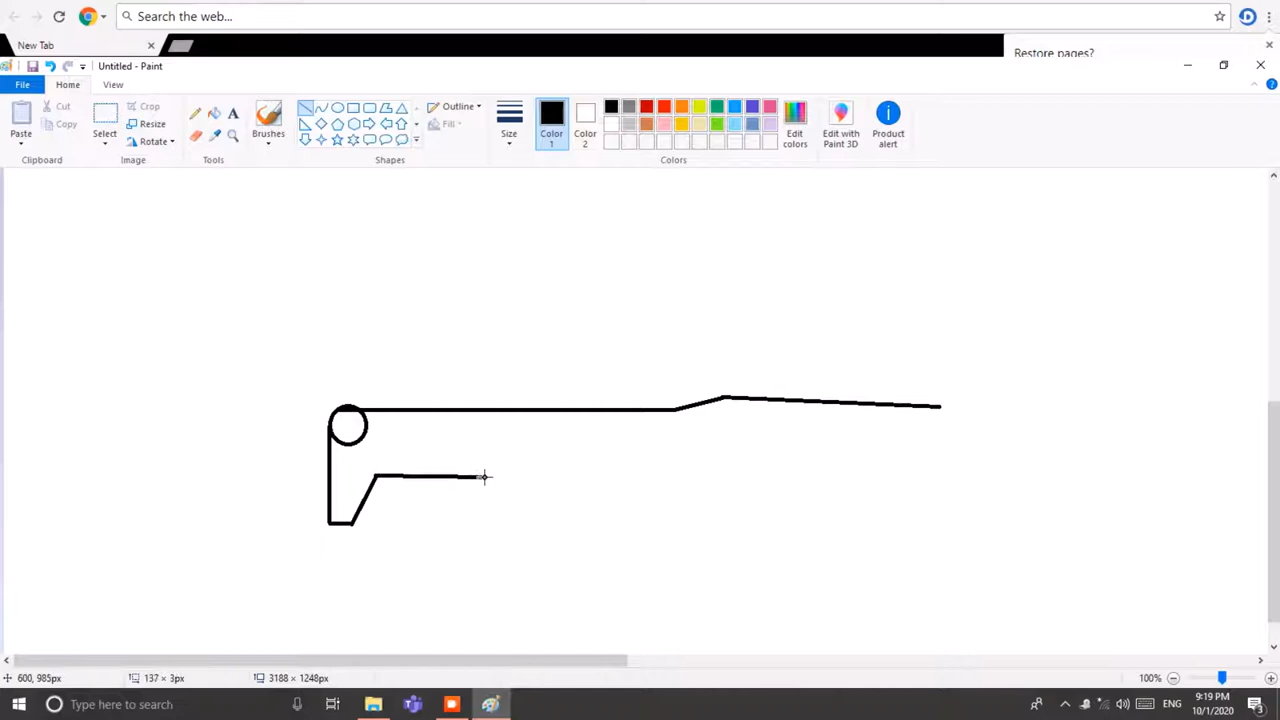 Search the web...
New Tab
Restore pages?
Untitled - Paint
File Home View
Paste
Cut
Copy
Clipboard
Select
Crop
Resize
Rotate
Image
Tools
Brushes
Shapes
Outline
Fill
Size
Color 1
Color 2
Colors
Edit colors
Edit with Paint 3D
Product alert
600, 985px
137 × 3px
3188 × 1248px
100%
Type here to search
ENG
9:19 PM
10/1/2020
3